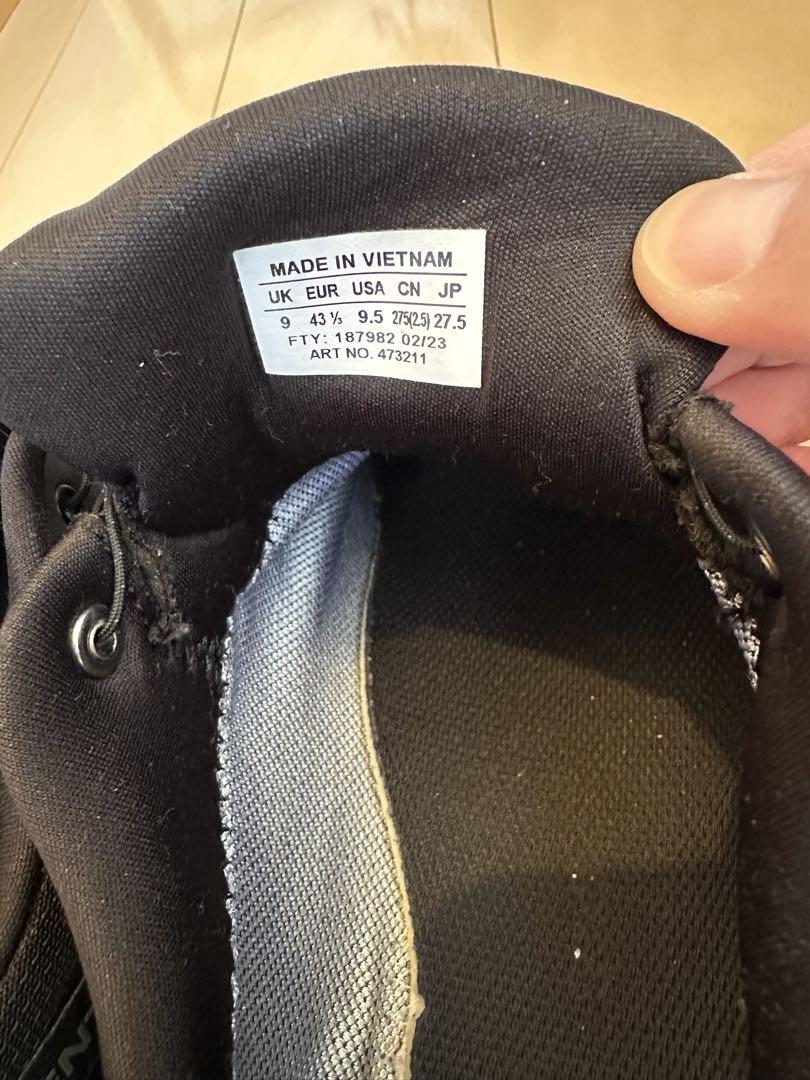 MADE IN VIETNAM
UK EUR USA CN JP
9 43 ⅓ 9.5 275(2.5) 27.5
FTY: 187982 02/23
ART NO. 473211